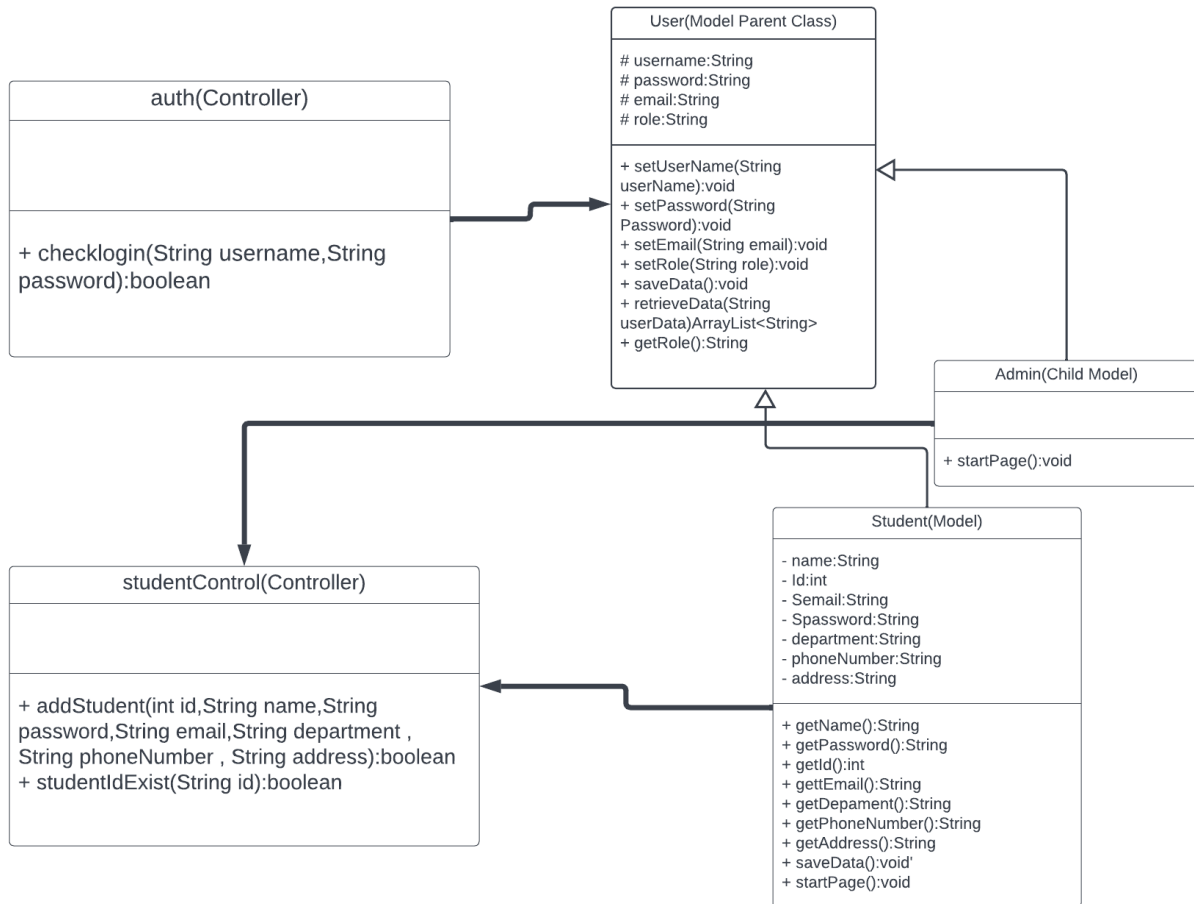 User(Model Parent Class)
# username:String
# password:String
# email:String
# role:String
+ setUserName(String
userName):void
+ setPassword(String
Password):void
+ setEmail(String email):void
+ setRole(String role):void
+ saveData():void
+ retrieveData(String
userData)ArrayList<String>
+ getRole():String
auth(Controller)
+ checklogin(String username,String
password):boolean
Admin(Child Model)
+ startPage():void
studentControl(Controller)
+ addStudent(int id,String name,String
password,String email,String department ,
String phoneNumber , String address):boolean
+ studentIdExist(String id):boolean
Student(Model)
- name:String
- Id:int
- Semail:String
- Spassword:String
- department:String
- phoneNumber:String
- address:String
+ getName():String
+ getPassword():String
+ getId():int
+ gettEmail():String
+ getDepament():String
+ getPhoneNumber():String
+ getAddress():String
+ saveData():void'
+ startPage():void